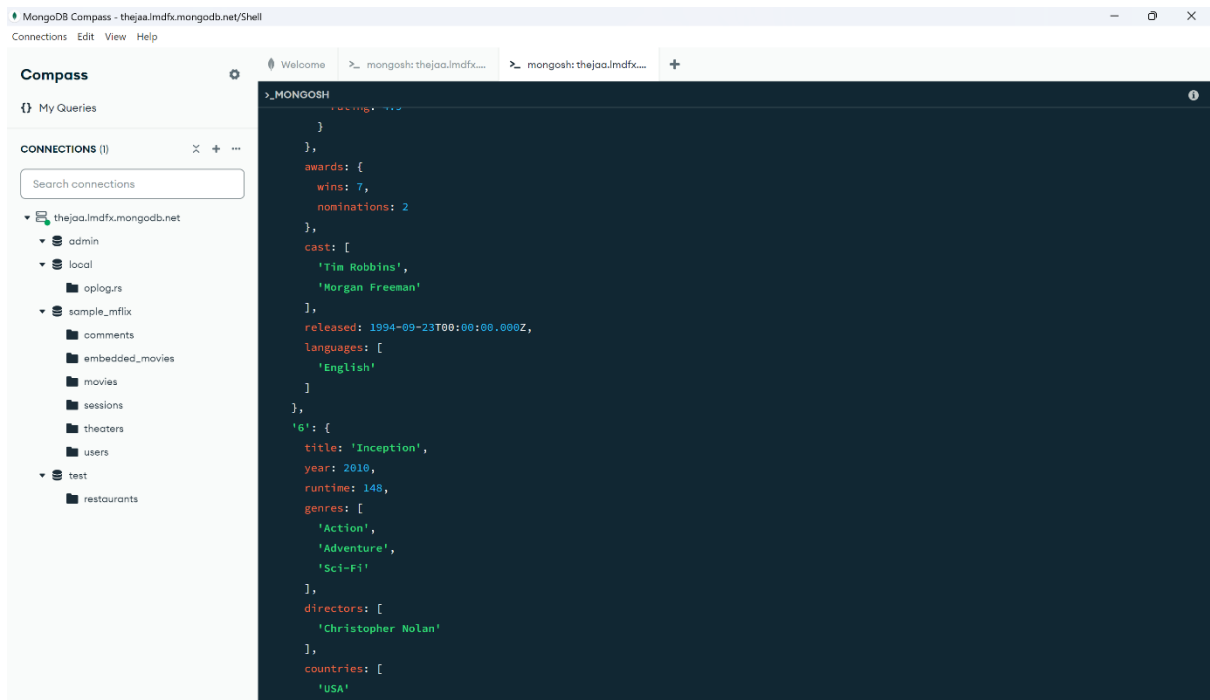 MongoDB Compass - thejaa.lmdfx.mongodb.net/Shell
Connections Edit View Help
Compass
{} My Queries
CONNECTIONS (1)
Search connections
thejaa.lmdfx.mongodb.net
admin
local
oplog.rs
sample_mflix
comments
embedded_movies
movies
sessions
theaters
users
test
restaurants
Welcome
>_ mongosh: thejaa.lmdfx....
>_ mongosh: thejaa.lmdfx....
>_MONGOSH
}
},
awards: {
wins: 7,
nominations: 2
},
cast: [
'Tim Robbins',
'Morgan Freeman'
],
released: 1994-09-23T00:00:00.000Z,
languages: [
'English'
]
},
'6': {
title: 'Inception',
year: 2010,
runtime: 148,
genres: [
'Action',
'Adventure',
'Sci-Fi'
],
directors: [
'Christopher Nolan'
],
countries: [
'USA'